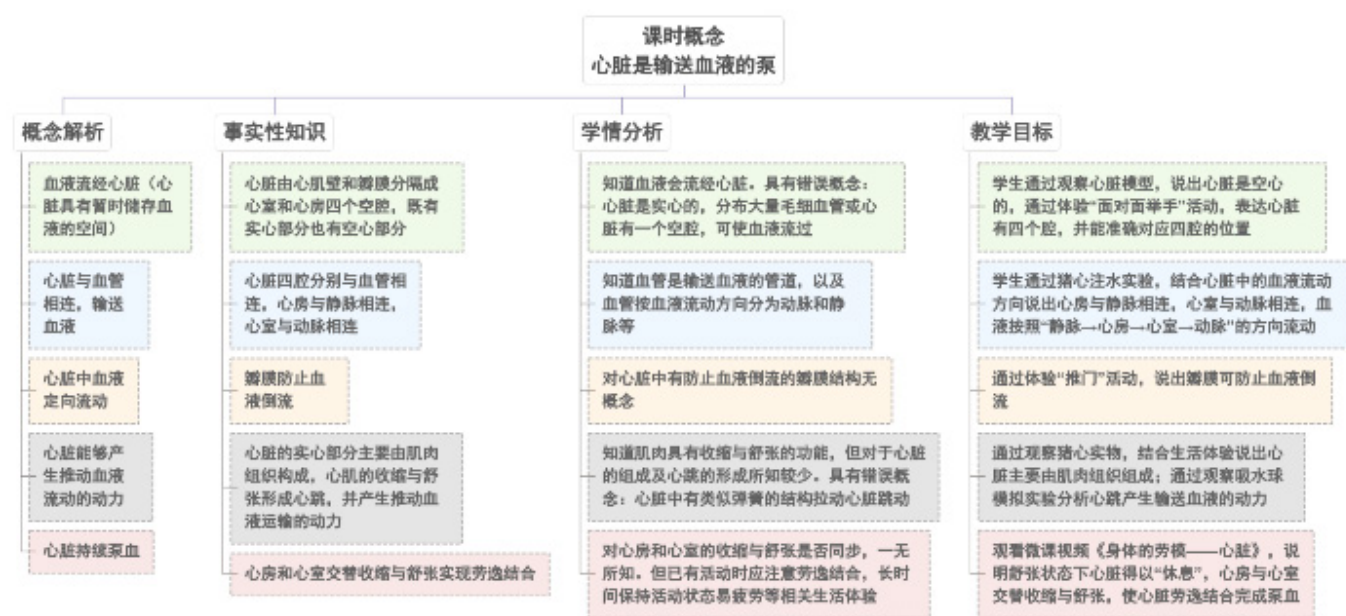 课时概念
心脏是输送血液的泵
概念解析
血液流经心脏（心
脏具有暂时储存血
液的空间）
心脏与血管
相连，输送
血液
心脏中血液
定向流动
心脏能够产
生推动血液
流动的动力
心脏持续泵血
事实性知识
心脏由心肌壁和瓣膜分隔成
心室和心房四个空腔，既有
实心部分也有空心部分
心脏四腔分别与血管相
连，心房与静脉相连，
心室与动脉相连
瓣膜防止血
液倒流
心脏的实心部分主要由肌肉
组织构成，心肌的收缩与舒
张形成心跳，并产生推动血
液运输的动力
心房和心室交替收缩与舒张实现劳逸结合
学情分析
知道血液会流经心脏。具有错误概念：
心脏是实心的，分布大量毛细血管或心
脏有一个空腔，可使血液流过
知道血管是输送血液的管道，以及
血管按血液流动方向分为动脉和静
脉等
对心脏中有防止血液倒流的瓣膜结构无
概念
知道肌肉具有收缩与舒张的功能，但对于心脏
的组成及心跳的形成所知较少。具有错误概
念：心脏中有类似弹簧的结构拉动心脏跳动
对心房和心室的收缩与舒张是否同步，一无
所知。但已有活动时应注意劳逸结合，长时
间保持活动状态易疲劳等相关生活体验
教学目标
学生通过观察心脏模型，说出心脏是空心
的，通过体验“面对面举手”活动，表达心脏
有四个腔，并能准确对应四腔的位置
学生通过猪心注水实验，结合心脏中的血液流动
方向说出心房与静脉相连，心室与动脉相连，血
液按照“静脉→心房→心室→动脉”的方向流动
通过体验“推门”活动，说出瓣膜可防止血液倒
流
通过观察猪心实物，结合生活体验说出心
脏主要由肌肉组织组成；通过观察吸水球
模拟实验分析心跳产生输送血液的动力
观看微课视频《身体的劳模——心脏》，说
明舒张状态下心脏得以“休息”，心房与心室
交替收缩与舒张，使心脏劳逸结合完成泵血